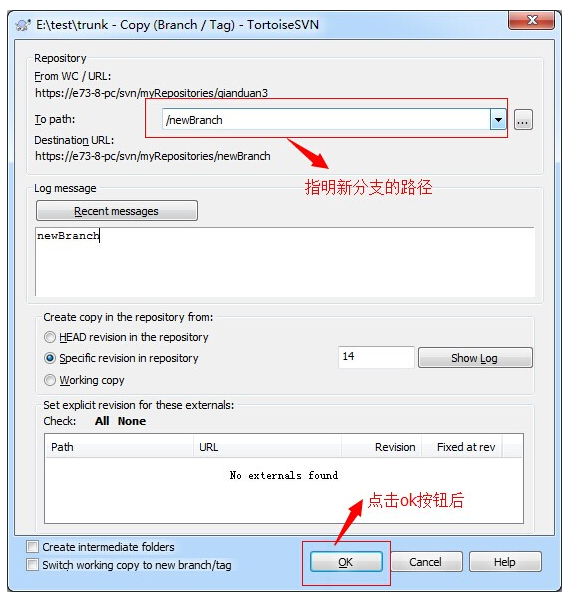 E:\test\trunk - Copy (Branch / Tag) - TortoiseSVN
Repository
From WC / URL:
https://e73-8-pc/svn/myRepositories/qianduan3
To path:
/newBranch
...
Destination URL:
https://e73-8-pc/svn/myRepositories/newBranch
指明新分支的路径
Log message
Recent messages
newBranch
Create copy in the repository from:
HEAD revision in the repository
Specific revision in repository
14
Show Log
Working copy
Set explicit revision for these externals:
Check: All None
Path URL Revision Fixed at rev
No externals found
点击ok按钮后
Create intermediate folders
Switch working copy to new branch/tag
OK Cancel Help